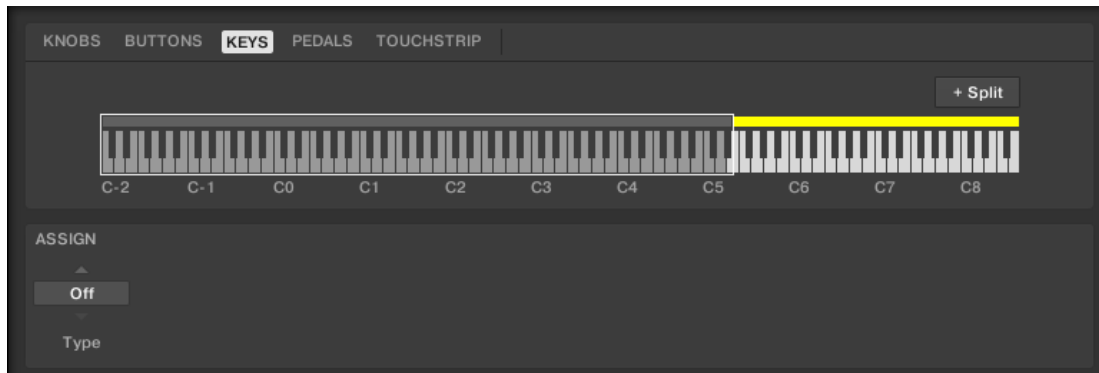 KNOBS BUTTONS KEYS PEDALS TOUCHSTRIP
+ Split
C-2 C-1 C0 C1 C2 C3 C4 C5 C6 C7 C8
ASSIGN
Off
Type